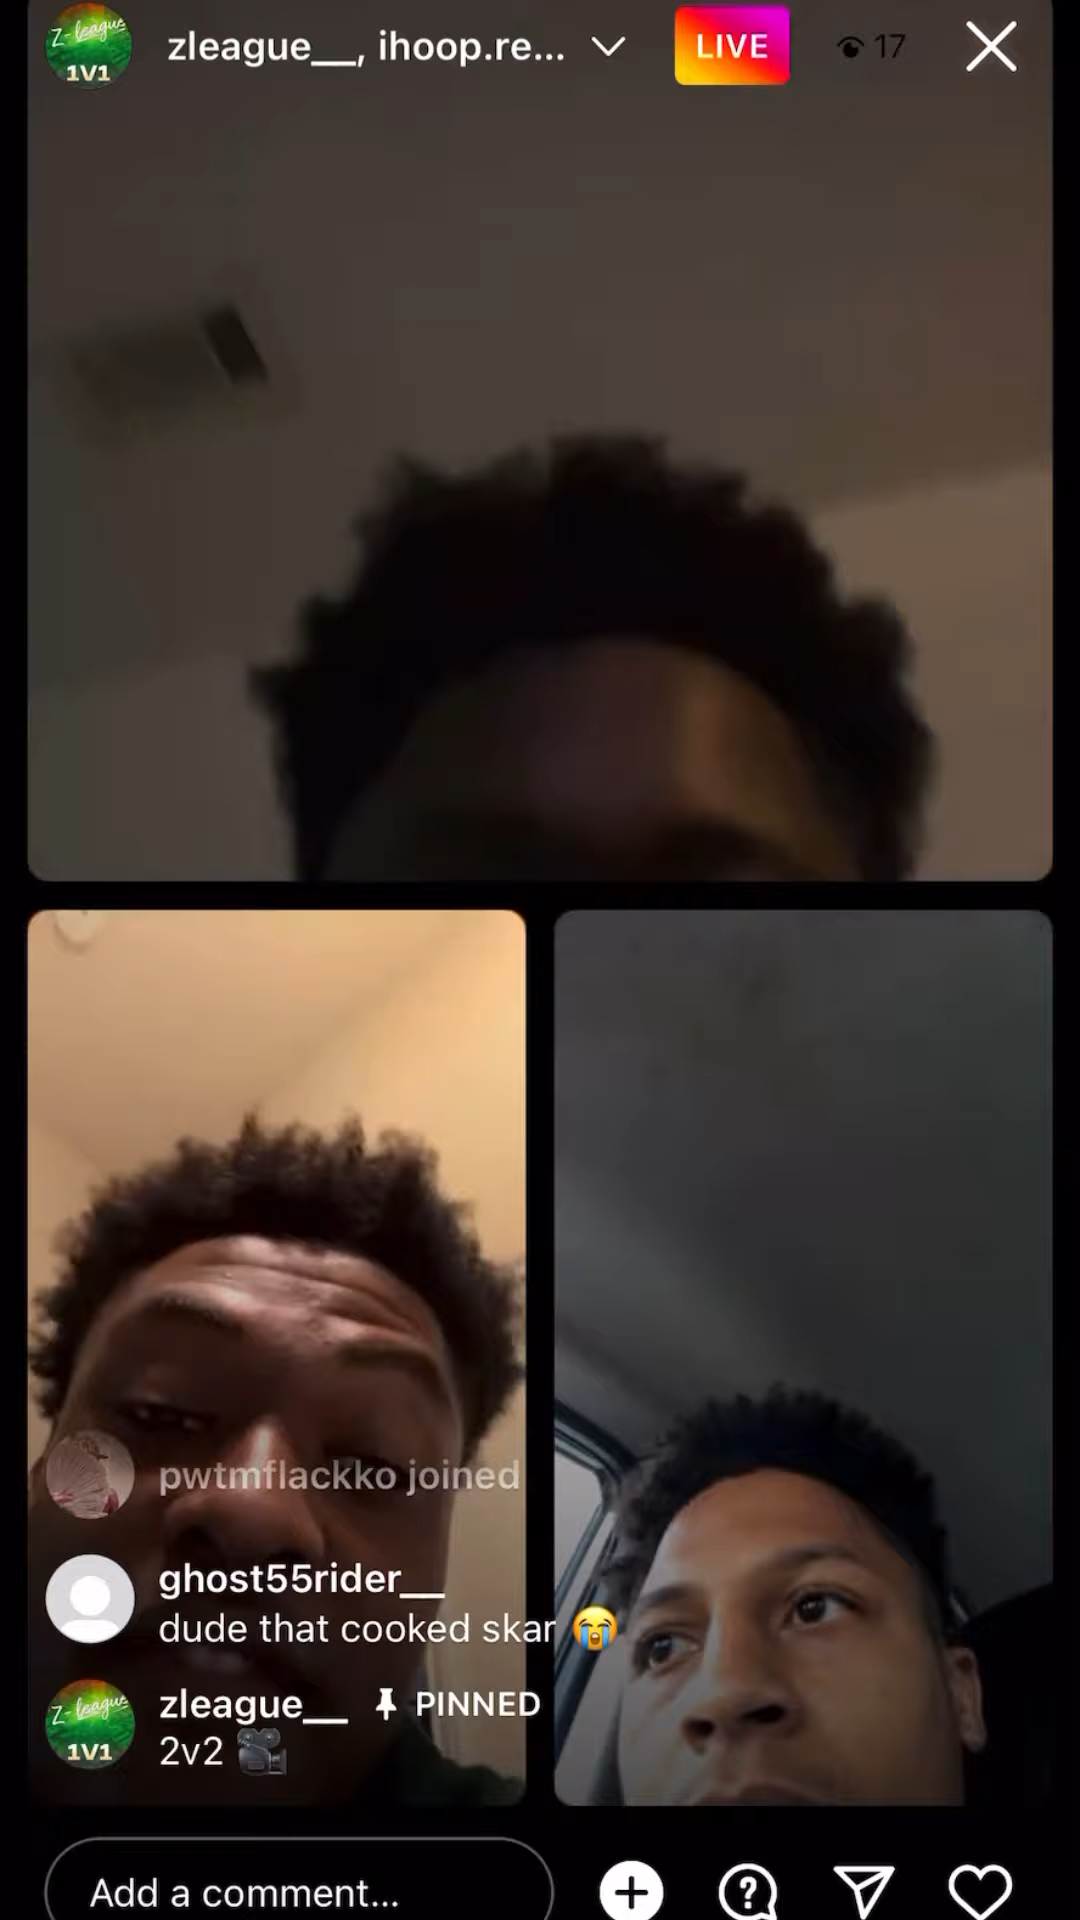 Z-league
1V1
zleague__, ihoop.re...
LIVE
17
pwtmflackko joined
ghost55rider__
dude that cooked skar 😭
Z-league
1V1
zleague__ PINNED
2v2 🎥
Add a comment...